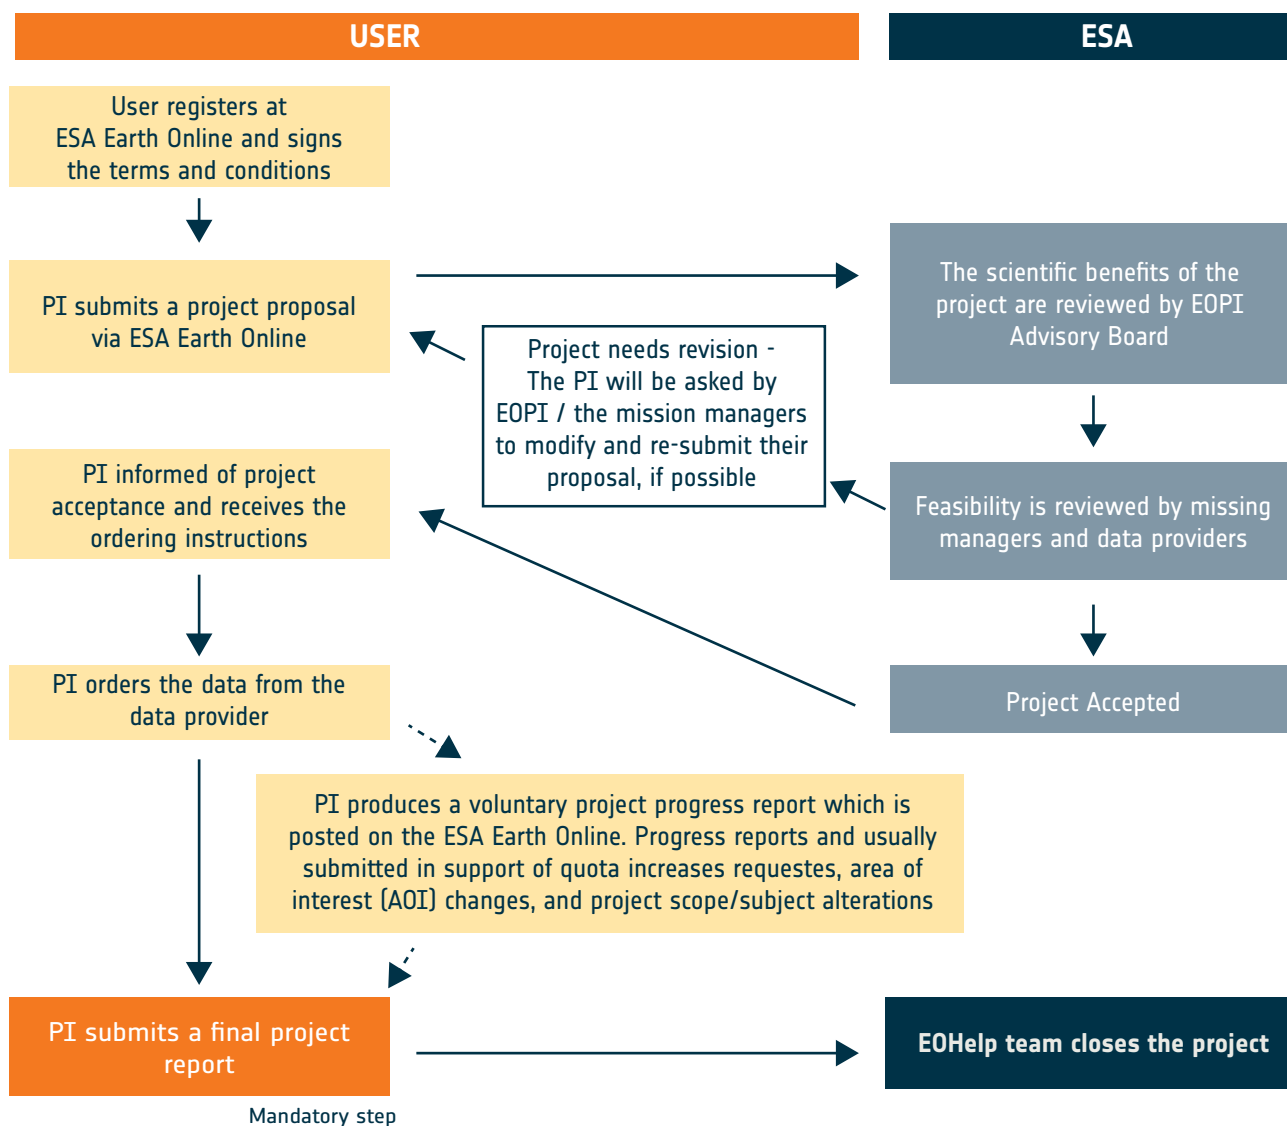 USER
ESA
User registers at
ESA Earth Online and signs
the terms and conditions
PI submits a project proposal
via ESA Earth Online
The scientific benefits of the
project are reviewed by EOPI
Advisory Board
Project needs revision -
The PI will be asked by
EOPI / the mission managers
to modify and re-submit their
proposal, if possible
PI informed of project
acceptance and receives the
ordering instructions
Feasibility is reviewed by missing
managers and data providers
PI orders the data from the
data provider
Project Accepted
PI produces a voluntary project progress report which is
posted on the ESA Earth Online. Progress reports and usually
submitted in support of quota increases requestes, area of
interest (AOI) changes, and project scope/subject alterations
PI submits a final project
report
EOHelp team closes the project
Mandatory step